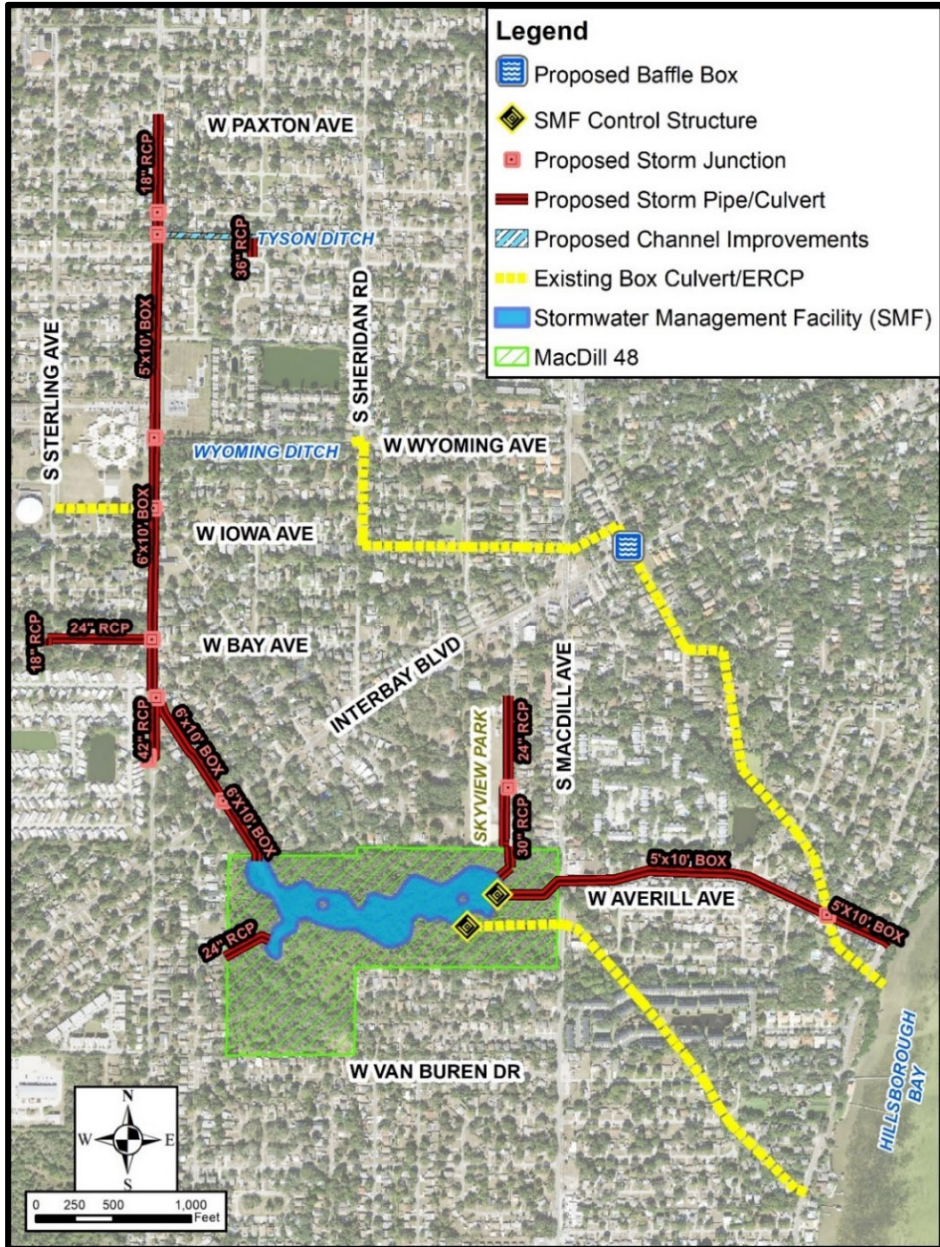 Legend
Proposed Baffle Box
SMF Control Structure
Proposed Storm Junction
Proposed Storm Pipe/Culvert
Proposed Channel Improvements
Existing Box Culvert/ERCP
Stormwater Management Facility (SMF)
MacDill 48
W PAXTON AVE
18" RCP
36" RCP
TYSON DITCH
S SHERIDAN RD
5'x10', BOX
S STERLING AVE
WYOMING DITCH
W WYOMING AVE
6'x10', BOX
W IOWA AVE
24" RCP
18" RCP
W BAY AVE
INTERBAY BLVD
42" RCP
6'x10', BOX
6'X10', BOX
SKYVIEW PARK
24" RCP
30" RCP
S MACDILL AVE
5'x10', BOX
W AVERILL AVE
5'X10', BOX
24" RCP
W VAN BUREN DR
HILLSBOROUGH
BAY
N
W
E
S
0 250 500 1,000
Feet